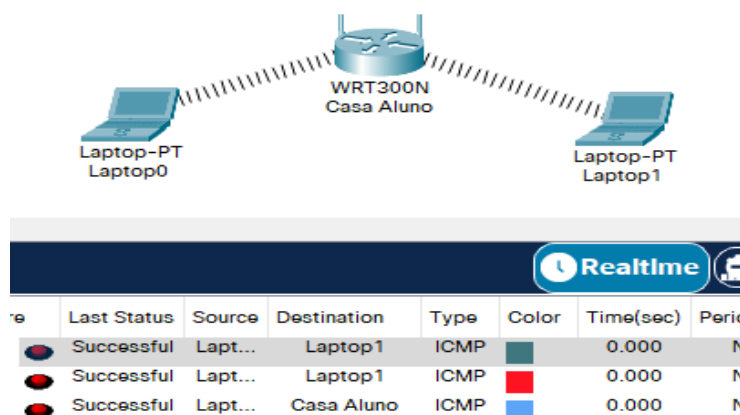 WRT300N
Casa Aluno
Laptop-PT
Laptop0
Laptop-PT
Laptop1
Realtime
Last Status Source Destination Type Color Time(sec)
Successful Lapt... Laptop1 ICMP 0.000 N
Successful Lapt... Laptop1 ICMP 0.000 N
Successful Lapt... Casa Aluno ICMP 0.000 N